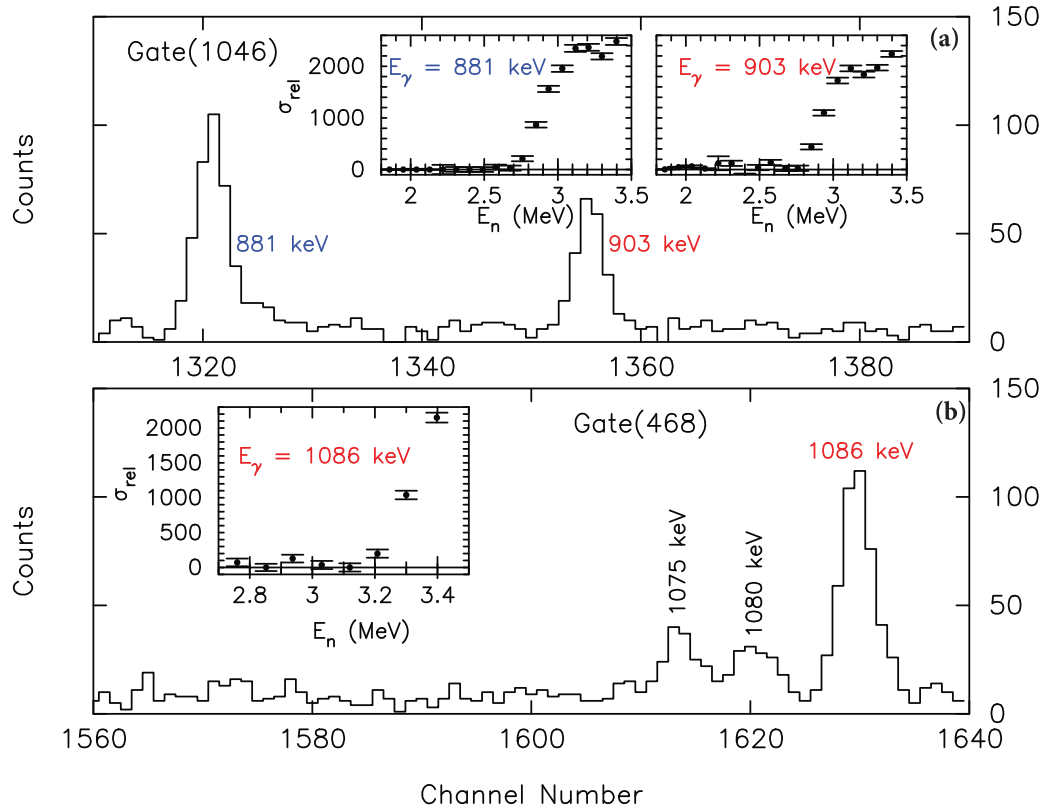 Gate(1046)
(a)
E_γ = 881 keV
σ_rel
2000
1000
0
2 2.5 3 3.5
E_n (MeV)
E_γ = 903 keV
2 2.5 3 3.5
E_n (MeV)
881 keV
903 keV
Counts
150
100
50
0
1320 1340 1360 1380
(b)
Gate(468)
E_γ = 1086 keV
σ_rel
2000
1500
1000
500
0
2.8 3 3.2 3.4
E_n (MeV)
1075 keV
1080 keV
1086 keV
Counts
150
100
50
0
1560 1580 1600 1620 1640
Channel Number